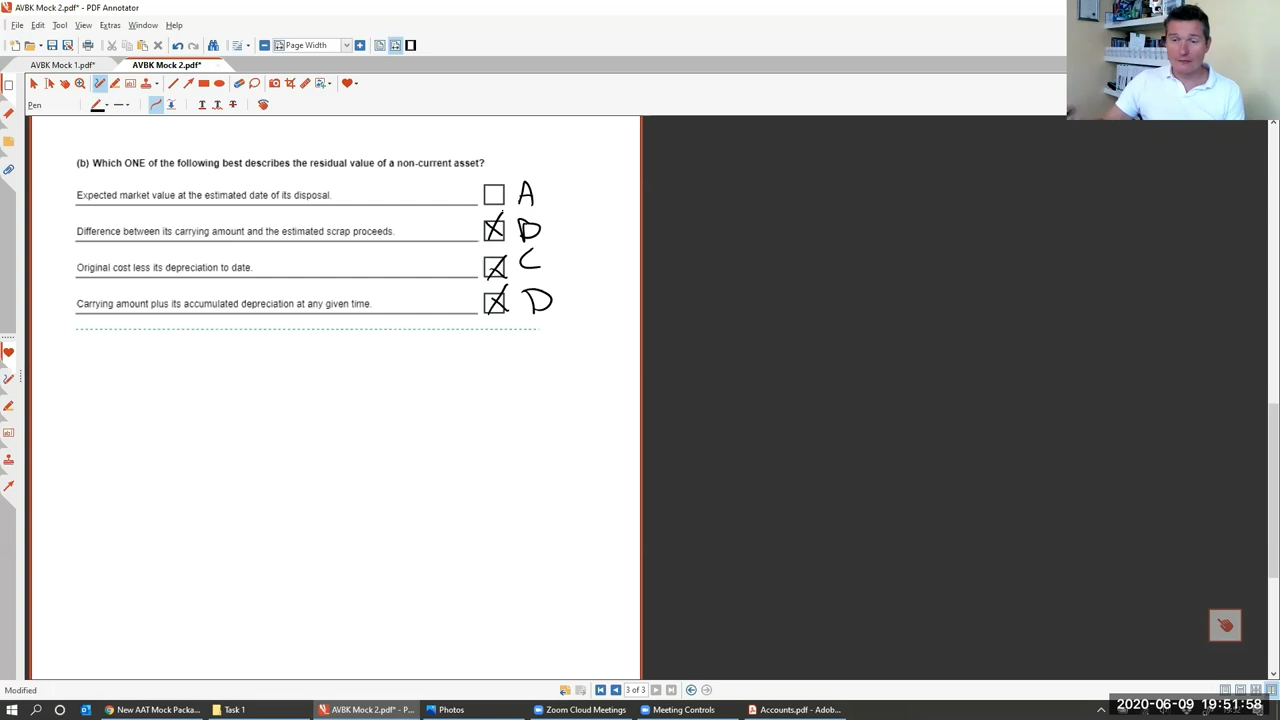 AVBK Mock 2.pdf* - PDF Annotator
File Edit Tool View Extras Window Help
Page Width
AVBK Mock 1.pdf* AVBK Mock 2.pdf*
Pen
(b) Which ONE of the following best describes the residual value of a non-current asset?
Expected market value at the estimated date of its disposal. A
Difference between its carrying amount and the estimated scrap proceeds. B
Original cost less its depreciation to date. C
Carrying amount plus its accumulated depreciation at any given time. D
Modified
3 of 3
New AAT Mock Packa... Task 1 AVBK Mock 2.pdf* - P... Photos Zoom Cloud Meetings Meeting Controls Accounts.pdf - Adob...
2020-06-09 19:51:58